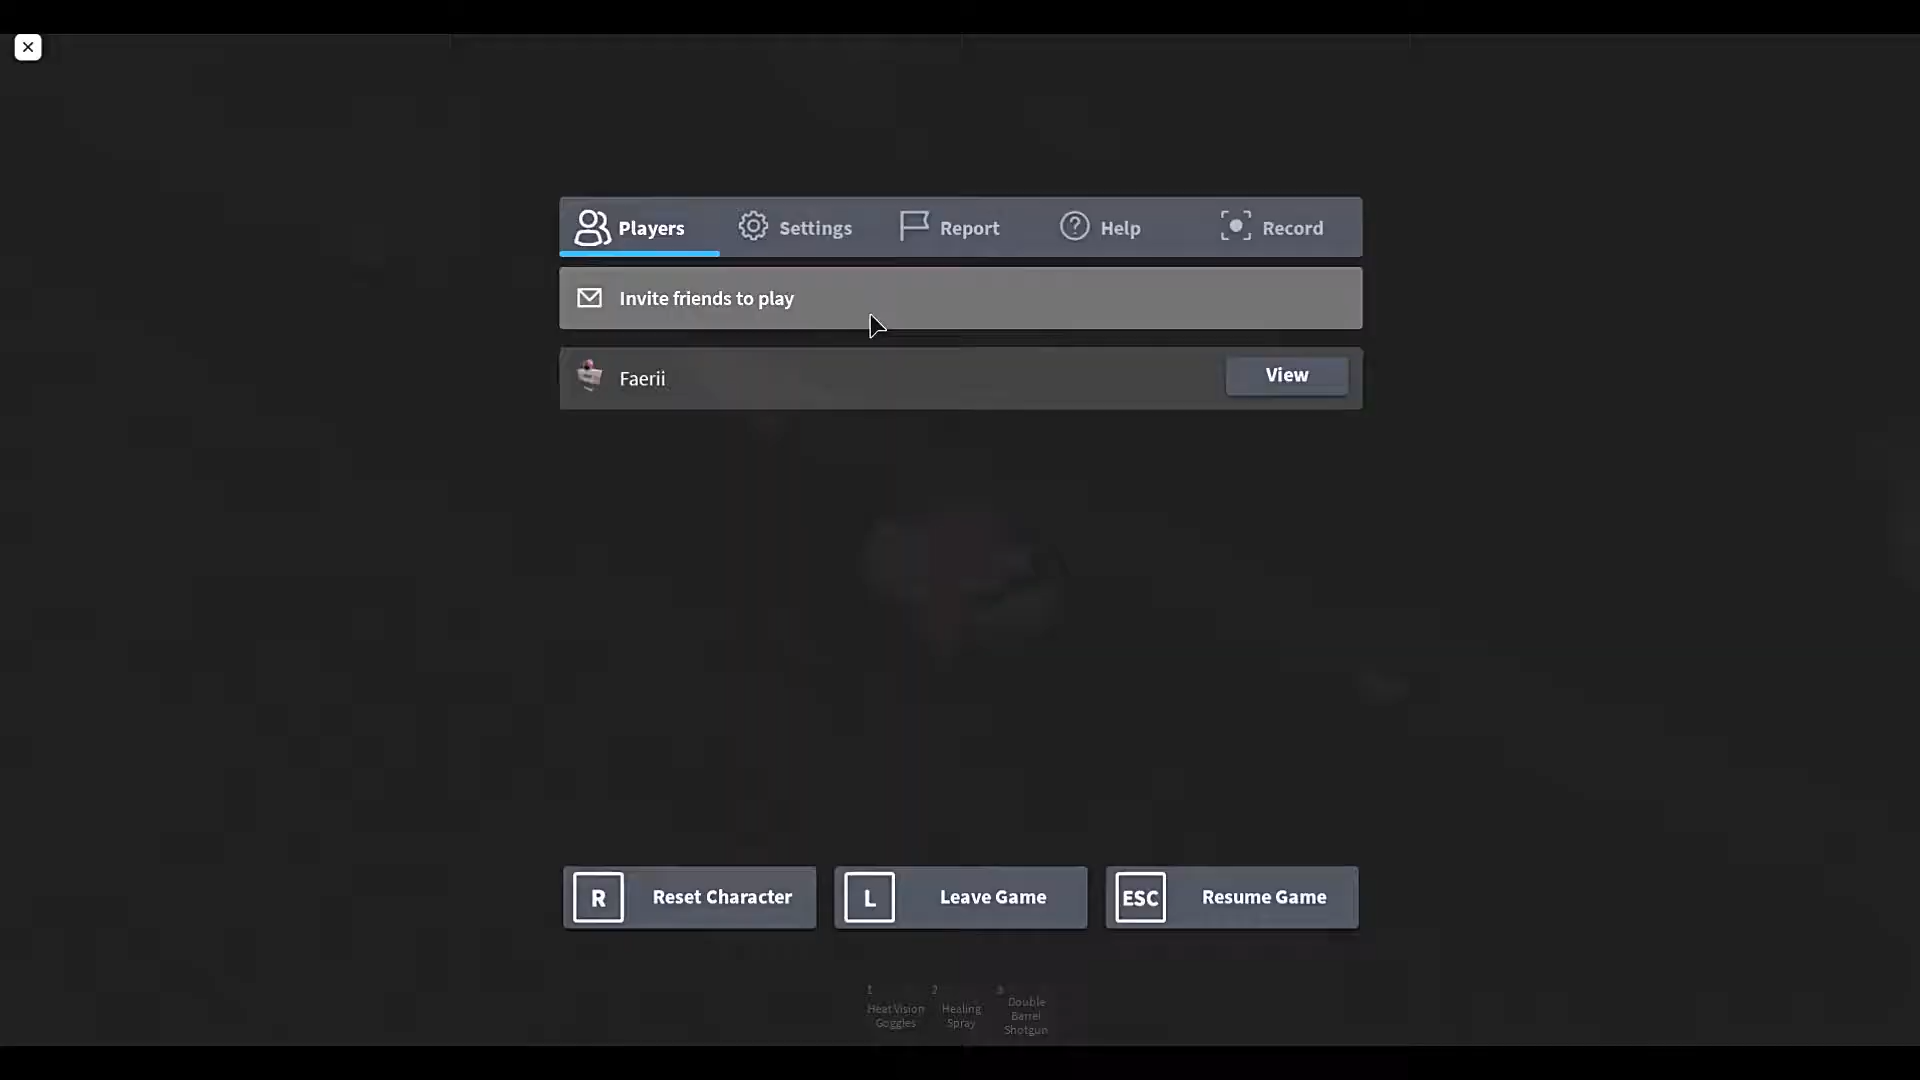 Players Settings Report Help Record
Invite friends to play
Faerii View
R Reset Character L Leave Game ESC Resume Game
1 2 3
Heat Vision Goggles
Healing Spray
Double Barrel Shotgun